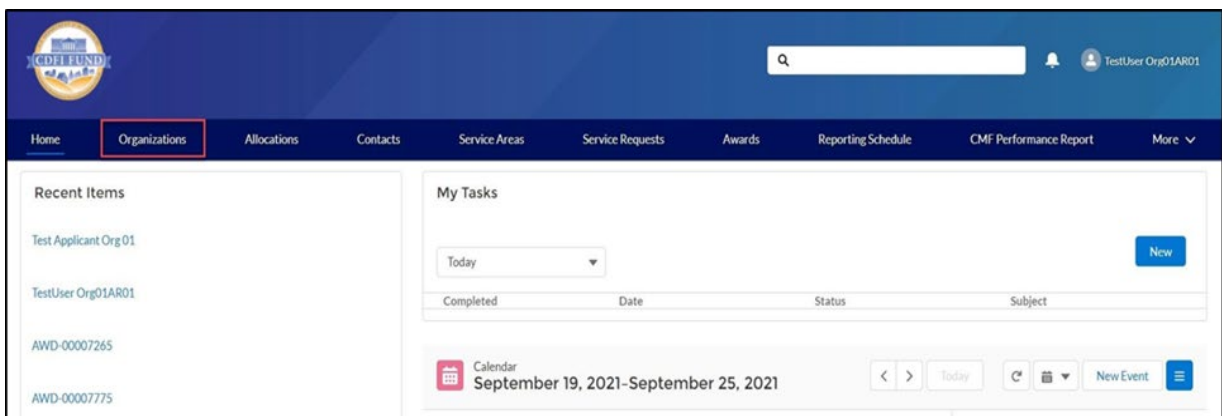 CDFI FUND
TestUser Org01AR01
Home Organizations Allocations Contacts Service Areas Service Requests Awards Reporting Schedule CMF Performance Report More
Recent Items
Test Applicant Org 01
TestUser Org01AR01
AWD-00007265
AWD-00007775
My Tasks
New
Today
Completed Date Status Subject
Calendar
September 19, 2021-September 25, 2021
Today New Event